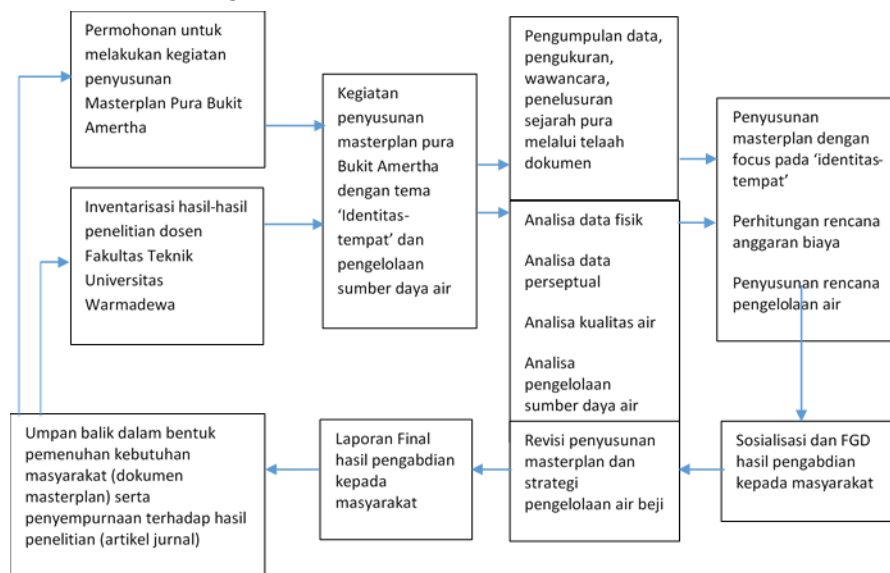 Permohonan untuk
melakukan kegiatan
penyusunan
Masterplan Pura Bukit
Amertha
Inventarisasi hasil-hasil
penelitian dosen
Fakultas Teknik
Universitas
Warmadewa
Kegiatan
penyusunan
masterplan pura
Bukit Amertha
dengan tema
‘Identitas-
tempat’ dan
pengelolaan
sumber daya air
Pengumpulan data,
pengukuran,
wawancara,
penelusuran
sejarah pura
melalui telaah
dokumen
Analisa data fisik
Analisa data
perseptual
Analisa kualitas air
Analisa
pengelolaan
sumber daya air
Penyusunan
masterplan dengan
focus pada ‘identitas-
tempat’
Perhitungan rencana
anggaran biaya
Penyusunan rencana
pengelolaan air
Sosialisasi dan FGD
hasil pengabdian
kepada masyarakat
Revisi penyusunan
masterplan dan
strategi
pengelolaan air beji
Laporan Final
hasil pengabdian
kepada
masyarakat
Umpan balik dalam bentuk
pemenuhan kebutuhan
masyarakat (dokumen
masterplan) serta
penyempurnaan terhadap hasil
penelitian (artikel jurnal)